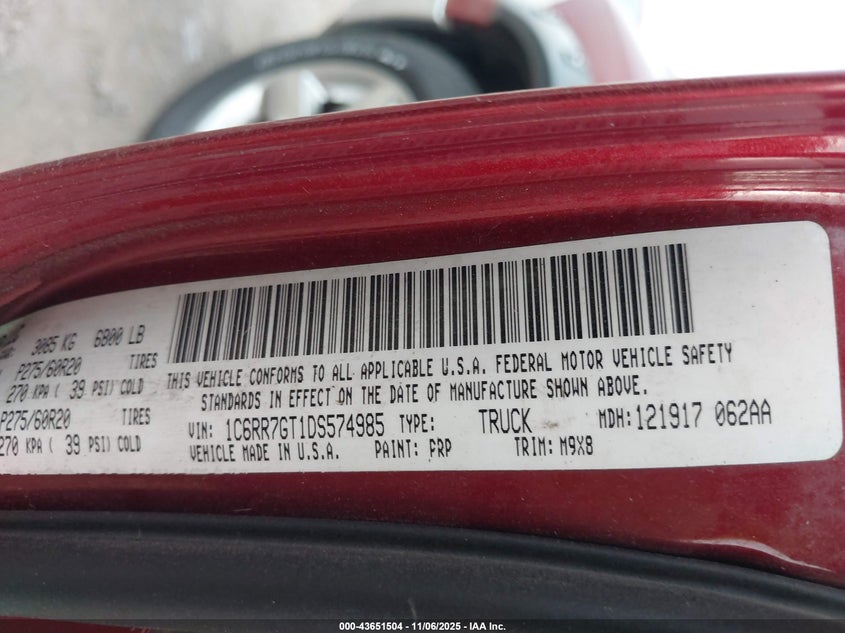 3085 KG 6800 LB
P275/60R20 TIRES
270 KPA ( 39 PSI) COLD
P275/60R20 TIRES
270 KPA ( 39 PSI) COLD
THIS VEHICLE CONFORMS TO ALL APPLICABLE U.S.A. FEDERAL MOTOR VEHICLE SAFETY
STANDARDS IN EFFECT ON THE DATE OF MANUFACTURE SHOWN ABOVE.
VIN: 1C6RR7GT1DS574985 TYPE: TRUCK MDH: 121917 062AA
VEHICLE MADE IN U.S.A. PAINT: PRP TRIM: M9X8
000-43651504 | 11/06/2025 - IAA Inc.